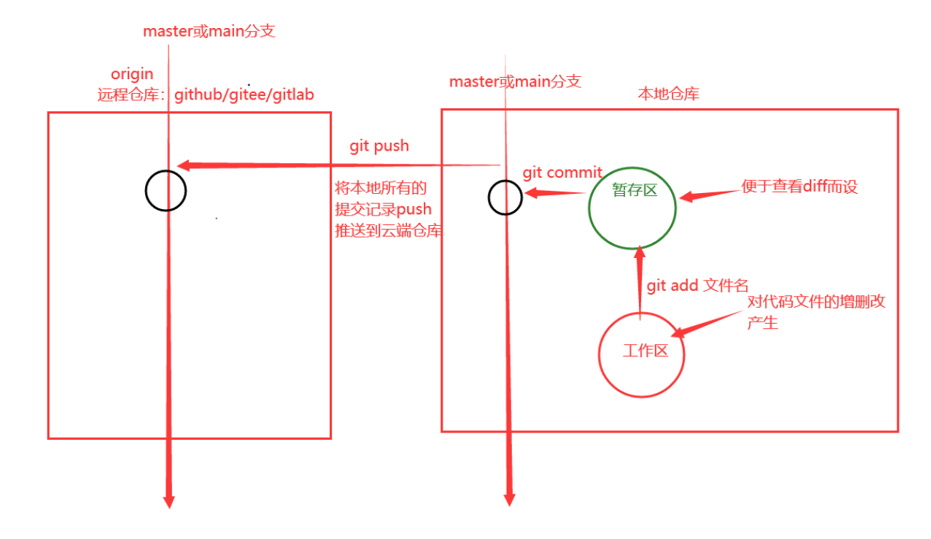 master或main分支
origin
远程仓库：github/gitee/gitlab
master或main分支
本地仓库
git push
将本地所有的
提交记录push
推送到云端仓库
git commit
暂存区
便于查看diff而设
git add 文件名
对代码文件的增删改
产生
工作区